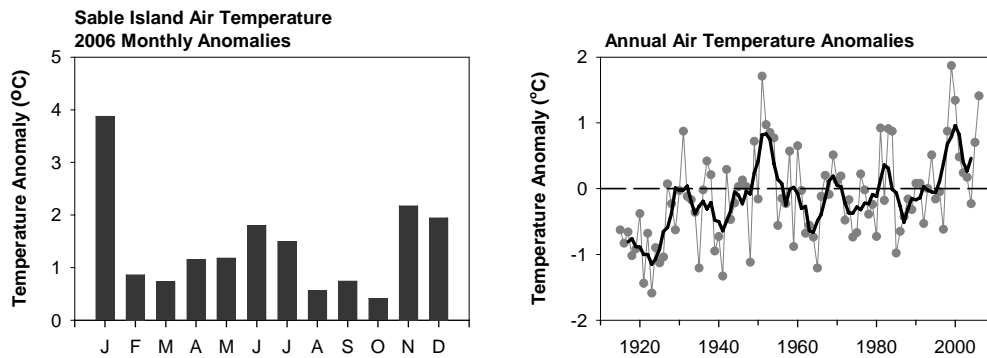 Sable Island Air Temperature
2006 Monthly Anomalies
Temperature Anomaly (°C)
5
4
3
2
1
0
J F M A M J J A S O N D
Annual Air Temperature Anomalies
Temperature Anomaly (°C)
2
1
0
-1
-2
1920 1940 1960 1980 2000